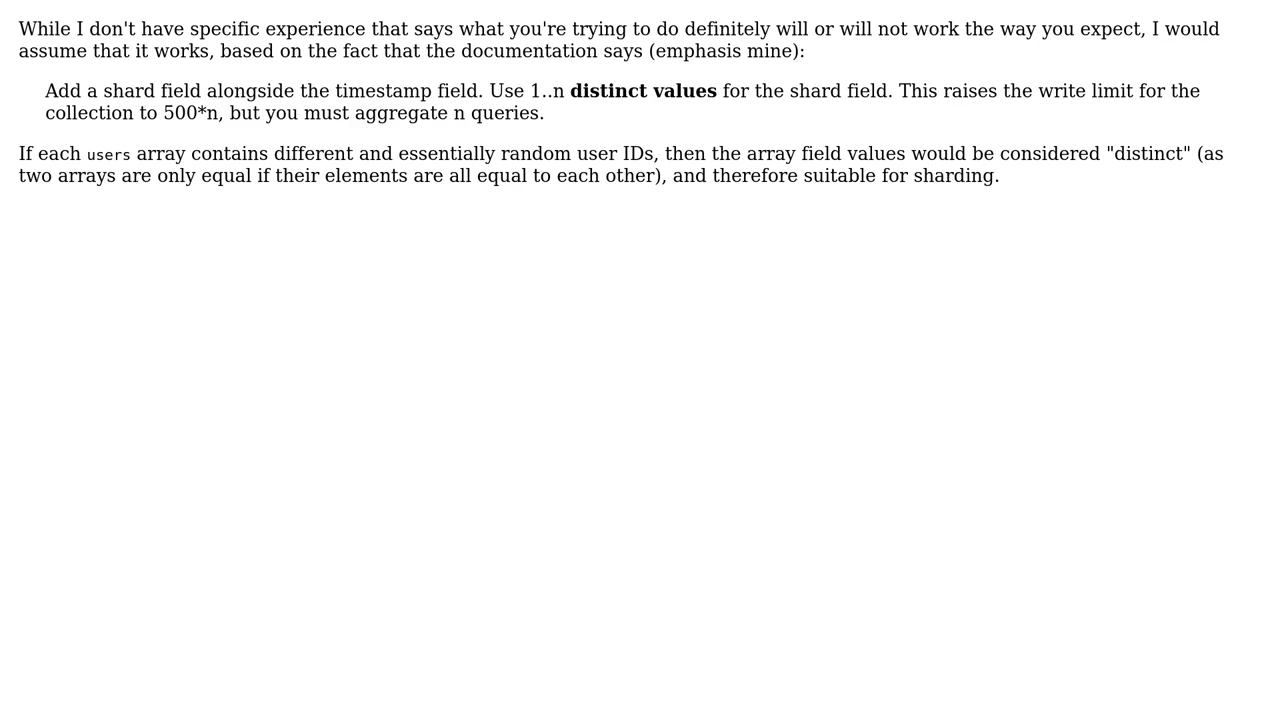 While I don't have specific experience that says what you're trying to do definitely will or will not work the way you expect, I would
assume that it works, based on the fact that the documentation says (emphasis mine):
Add a shard field alongside the timestamp field. Use 1..n distinct values for the shard field. This raises the write limit for the
collection to 500*n, but you must aggregate n queries.
If each users array contains different and essentially random user IDs, then the array field values would be considered "distinct" (as
two arrays are only equal if their elements are all equal to each other), and therefore suitable for sharding.